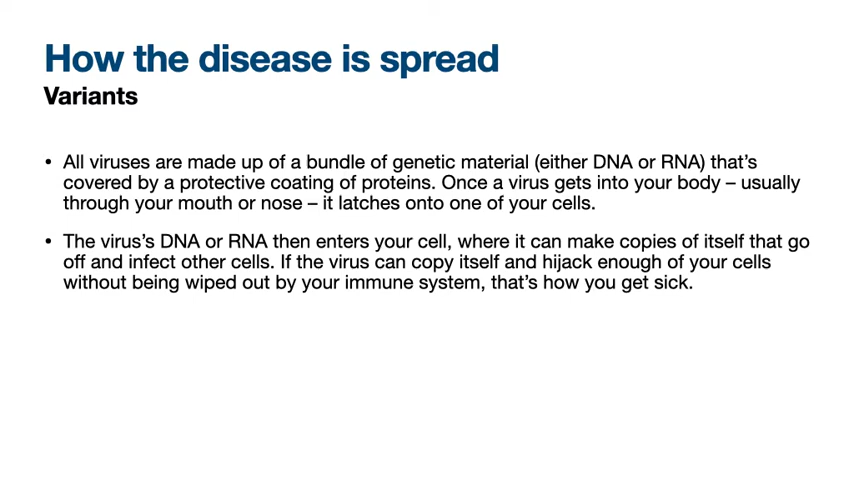 How the disease is spread
Variants
• All viruses are made up of a bundle of genetic material (either DNA or RNA) that’s
covered by a protective coating of proteins. Once a virus gets into your body – usually
through your mouth or nose – it latches onto one of your cells.
• The virus’s DNA or RNA then enters your cell, where it can make copies of itself that go
off and infect other cells. If the virus can copy itself and hijack enough of your cells
without being wiped out by your immune system, that’s how you get sick.